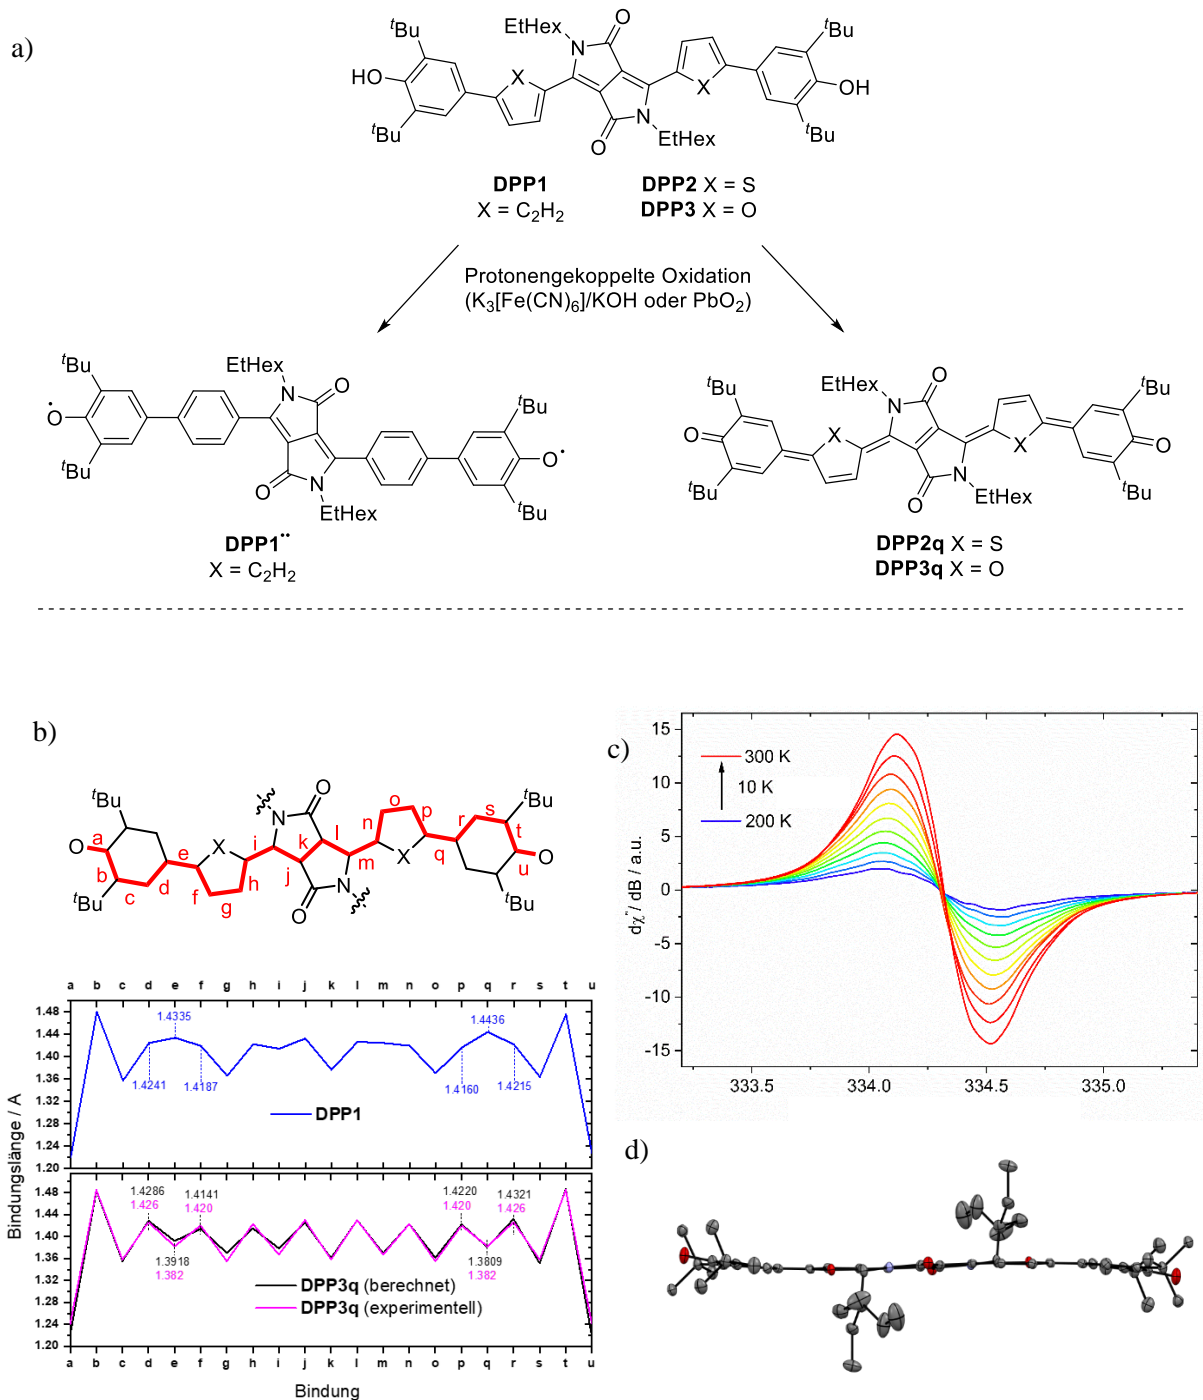 a)
EtHex
O
tBu
N
tBu
HO
X
X
OH
tBu
N
O
EtHex
tBu
DPP1
DPP2 X = S
X = C2H2
DPP3 X = O
Protonengekoppelte Oxidation
(K3[Fe(CN)6]/KOH oder PbO2)
tBu
EtHex
O
N
•O
tBu
tBu
O
N
O•
EtHex
tBu
DPP1••
X = C2H2
tBu
EtHex
O
N
tBu
O
X
X
O
tBu
N
O
EtHex
tBu
DPP2q X = S
DPP3q X = O
b)
tBu
N
O
o
p
s
tBu
O
a
X
i
k
l
n
r
t
e
m
X
q
O
b
h
j
u
c
d
f
g
N
tBu
O
tBu
a b c d e f g h i j k l m n o p q r s t u
1.48
1.44
1.40
1.36
1.32
1.28
1.24
1.20
1.4335
1.4436
1.4241
1.4187
1.4160
1.4215
DPP1
Bindungslänge / A
1.48
1.44
1.40
1.36
1.32
1.28
1.24
1.20
1.4286
1.426
1.4141
1.420
1.4220
1.420
1.4321
1.426
1.3918
1.382
1.3809
1.382
DPP3q (berechnet)
DPP3q (experimentell)
a b c d e f g h i j k l m n o p q r s t u
Bindung
c)
15
10
5
0
-5
-10
-15
dχ''/ dB / a.u.
300 K
10 K
200 K
333.5 334.0 334.5 335.0
d)